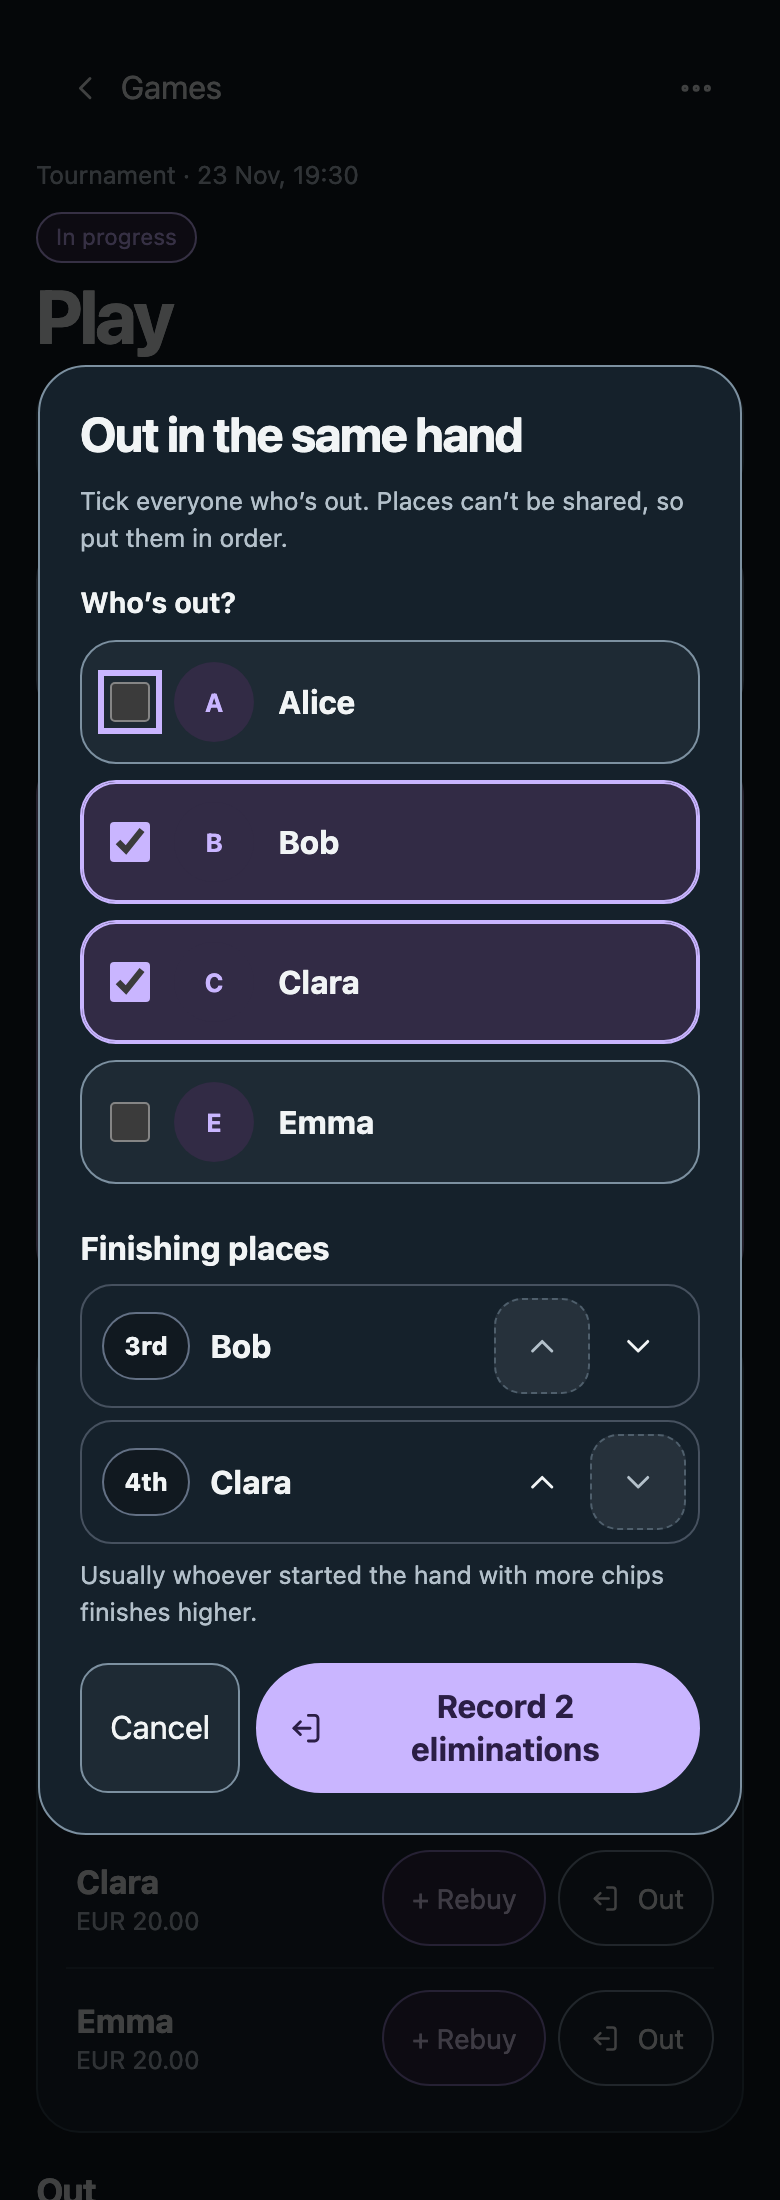 Games
Tournament · 23 Nov, 19:30
In progress
Play
Out in the same hand
Tick everyone who’s out. Places can’t be shared, so
put them in order.
Who’s out?
A Alice
B Bob
C Clara
E Emma
Finishing places
3rd Bob
4th Clara
Usually whoever started the hand with more chips
finishes higher.
Cancel
Record 2
eliminations
Clara
EUR 20.00
+ Rebuy
Out
Emma
EUR 20.00
+ Rebuy
Out
Out